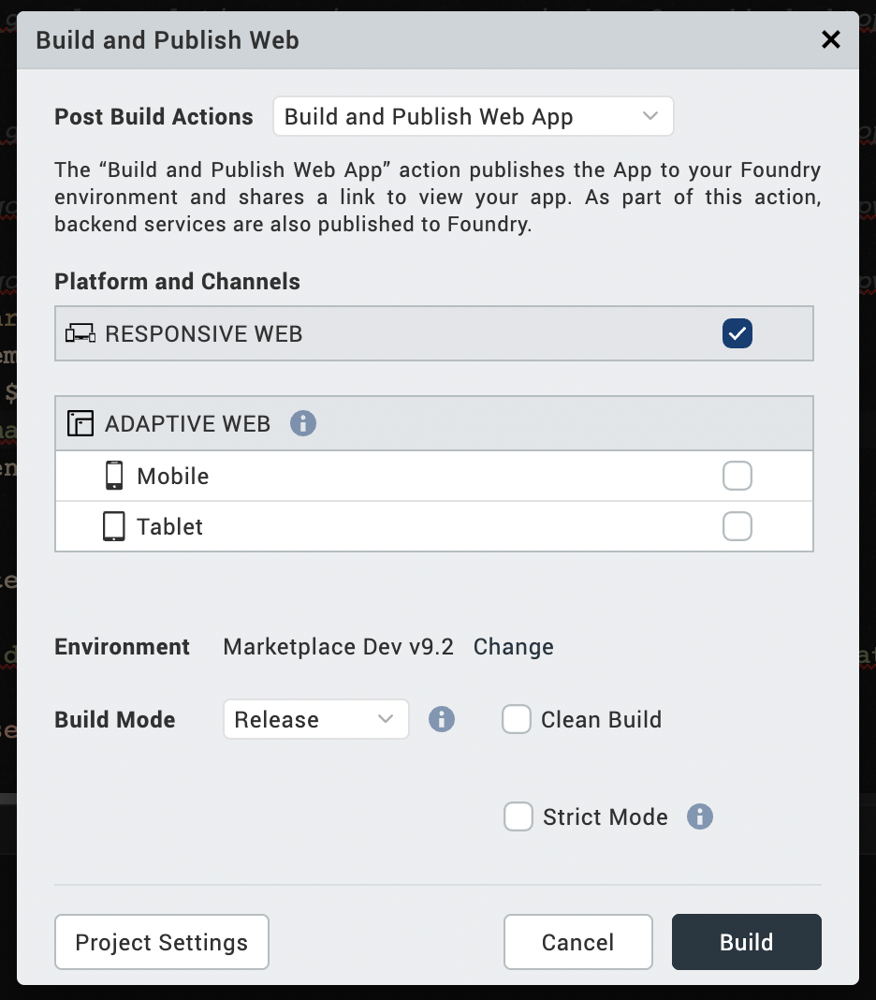 Build and Publish Web
Post Build Actions Build and Publish Web App
The “Build and Publish Web App” action publishes the App to your Foundry
environment and shares a link to view your app. As part of this action,
backend services are also published to Foundry.
Platform and Channels
RESPONSIVE WEB
ADAPTIVE WEB
Mobile
Tablet
Environment Marketplace Dev v9.2 Change
Build Mode Release Clean Build
Strict Mode
Project Settings Cancel Build